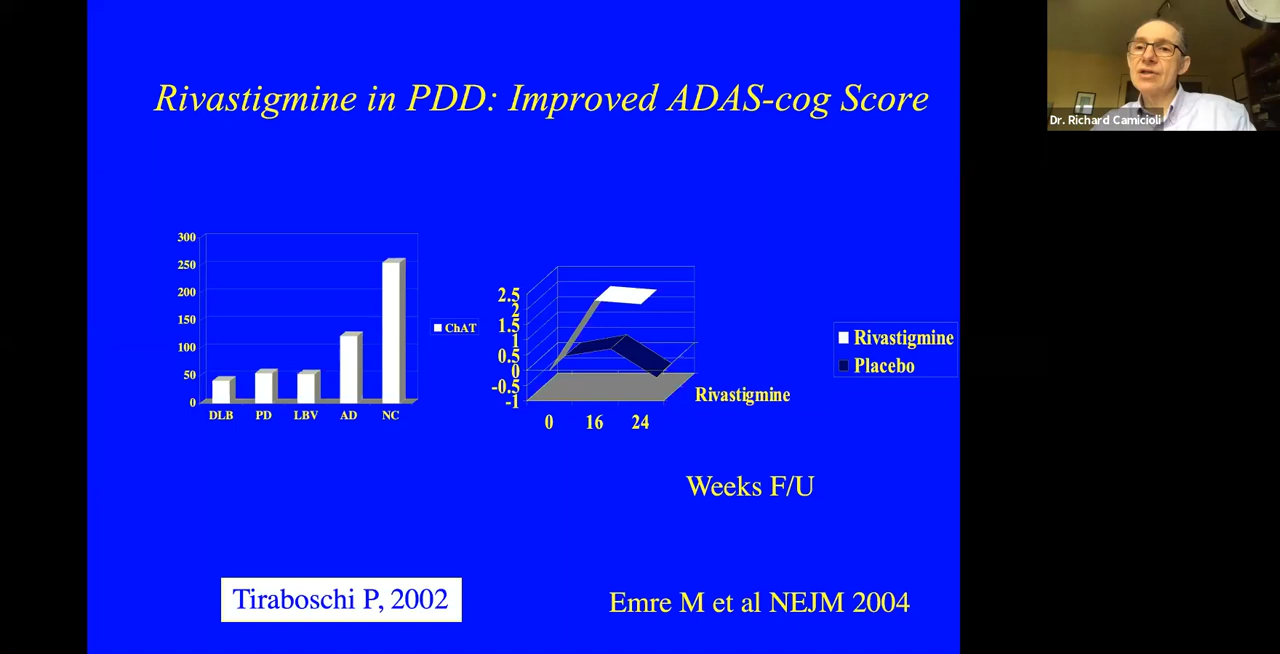 Rivastigmine in PDD: Improved ADAS-cog Score
Dr. Richard Camicioli
300
250
200
150
100
50
0
DLB PD LBV AD NC
ChAT
2.5
2
1.5
1
0.5
0
-0.5
-1
0 16 24
Rivastigmine
Rivastigmine
Placebo
Weeks F/U
Tiraboschi P, 2002
Emre M et al NEJM 2004